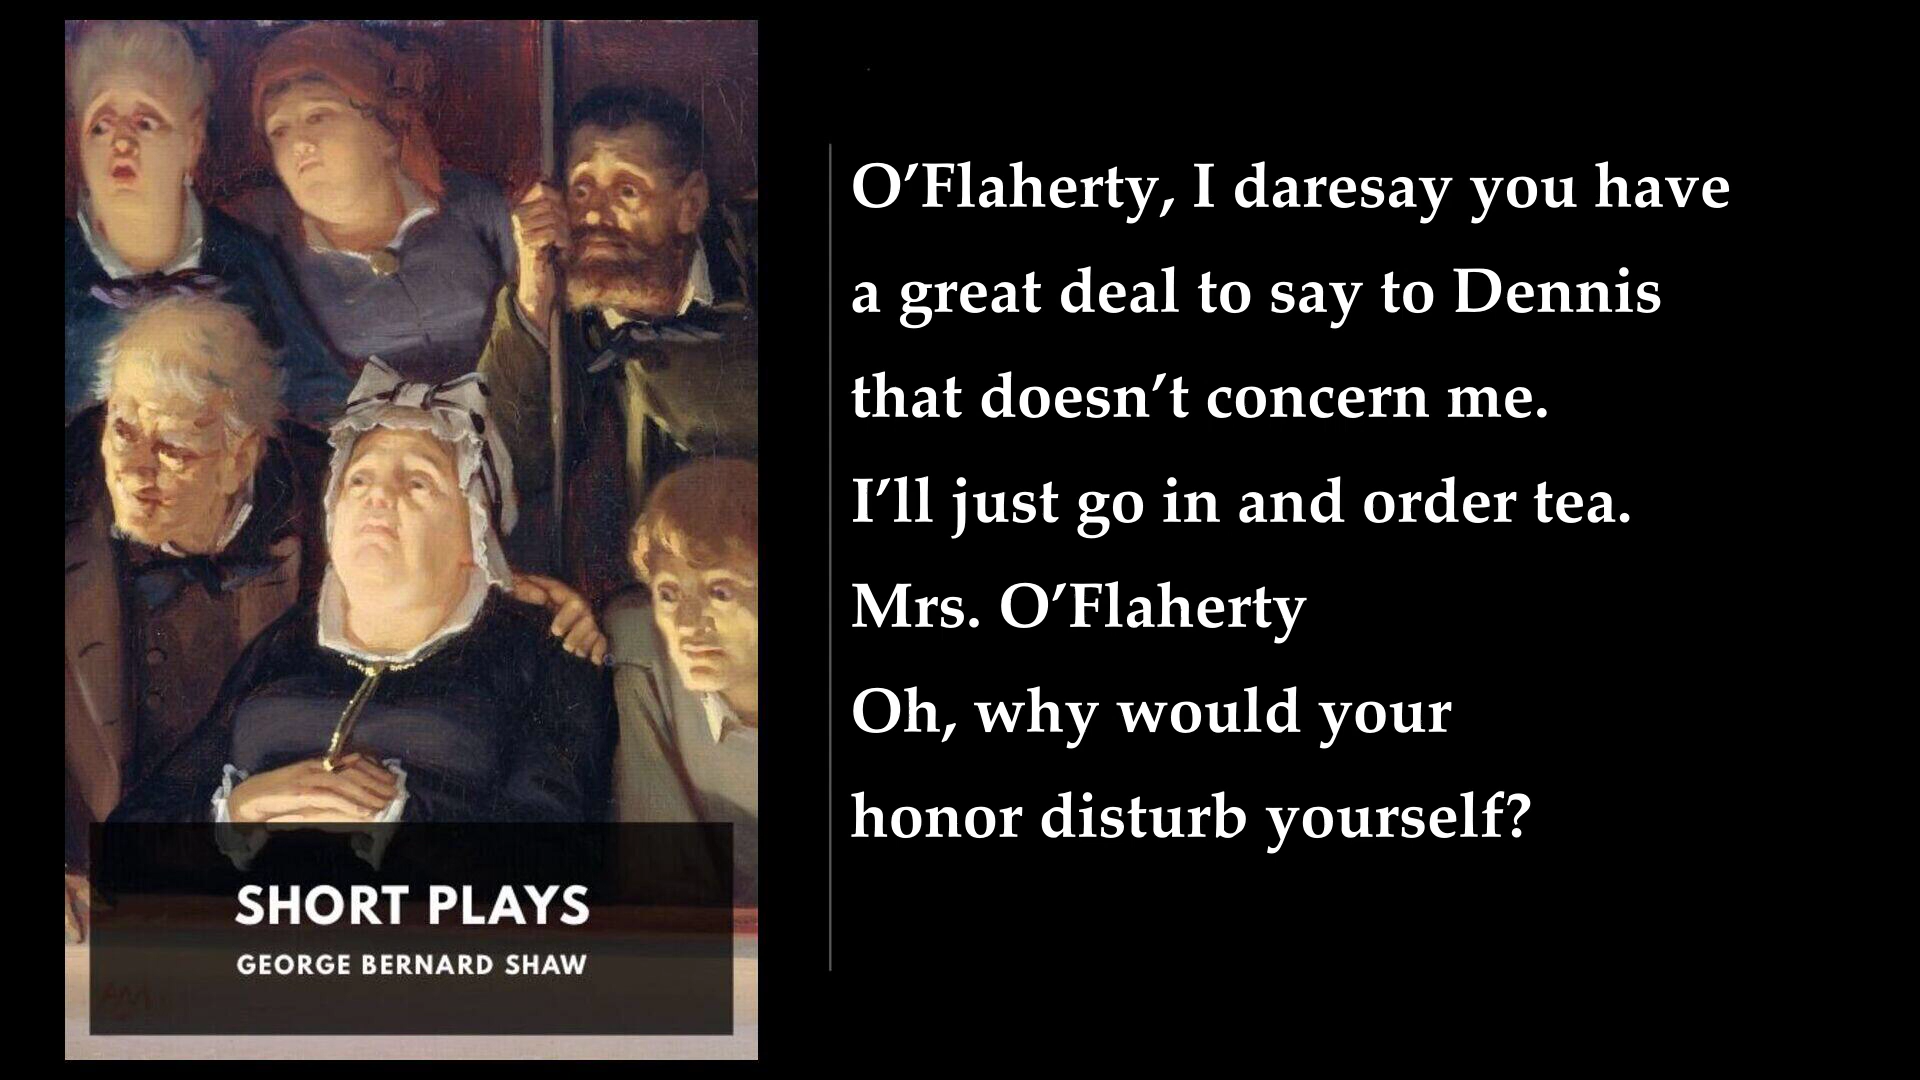 O’Flaherty, I daresay you have
a great deal to say to Dennis
that doesn’t concern me.
I’ll just go in and order tea.
Mrs. O’Flaherty
Oh, why would your
honor disturb yourself?
SHORT PLAYS
GEORGE BERNARD SHAW